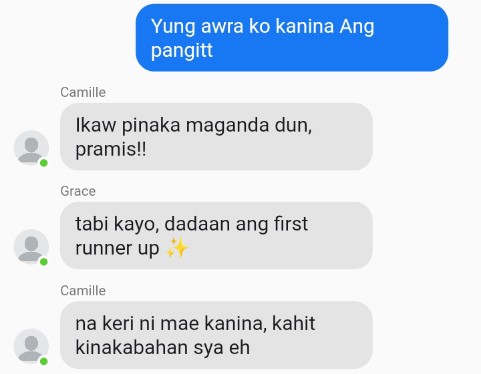 Yung awra ko kanina Ang
pangitt
Camille
Ikaw pinaka maganda dun,
pramis!!
Grace
tabi kayo, dadaan ang first
runner up ✨
Camille
na keri ni mae kanina, kahit
kinakabahan sya eh